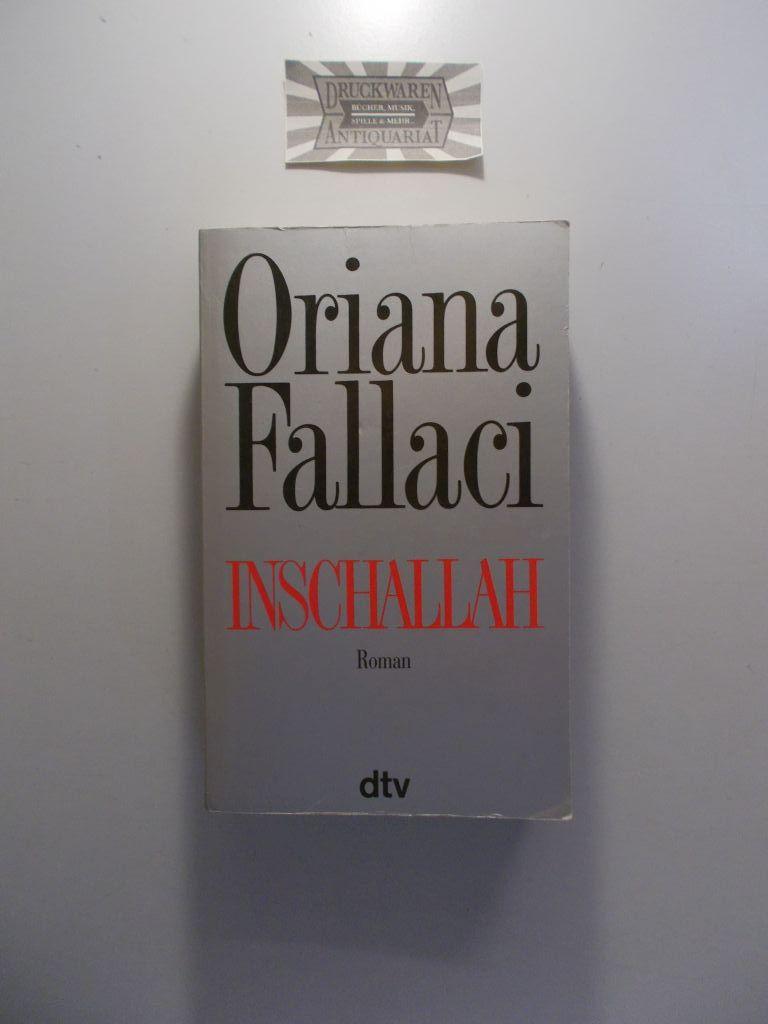 DRUCKWAREN
BÜCHER, MUSIK,
SPIELE & MEHR...
ANTIQUARIAT
Oriana
Fallaci
INSCHALLAH
Roman
dtv